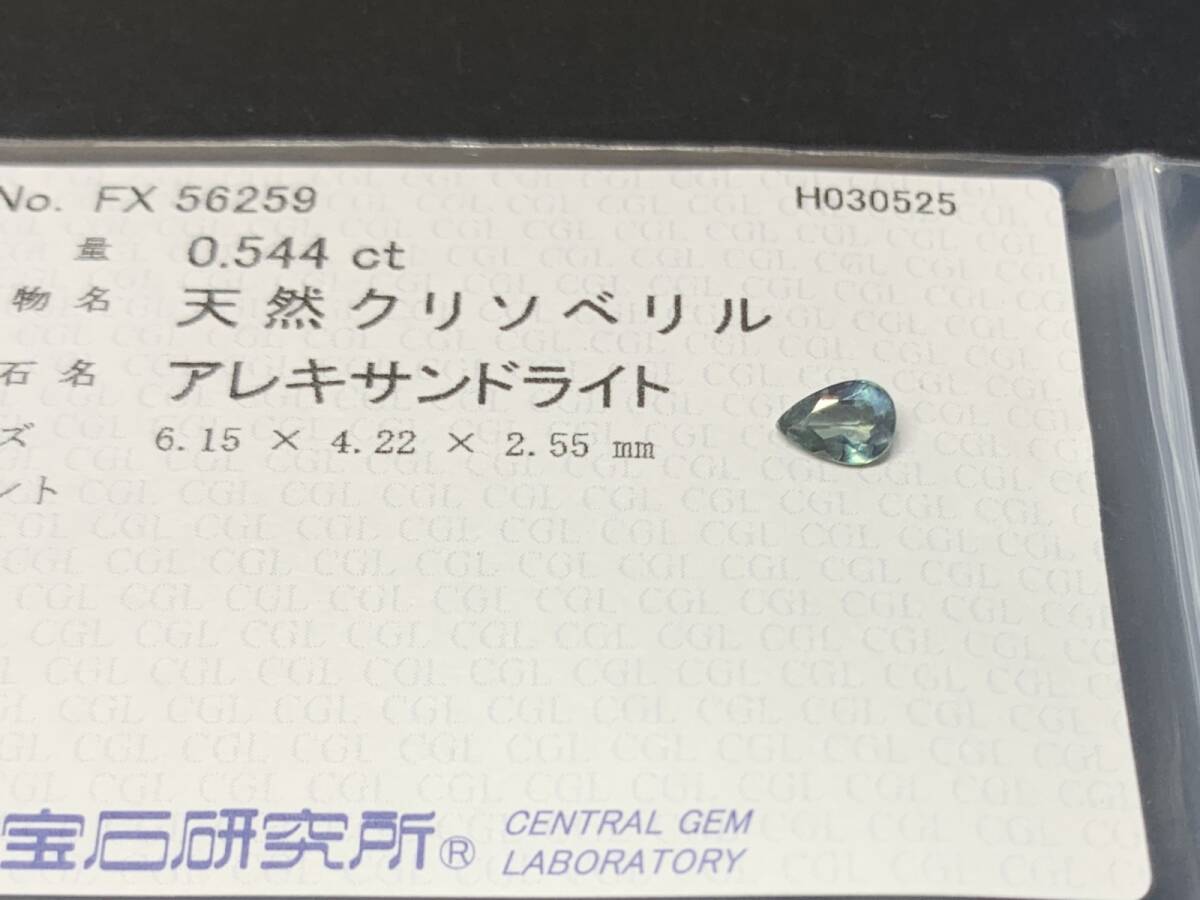 No. FX 56259 H030525
量 0.544 ct
物名 天然クリソベリル
石名 アレキサンドライト
ズ 6.15 × 4.22 × 2.55 mm
ント
宝石研究所® CENTRAL GEM
LABORATORY